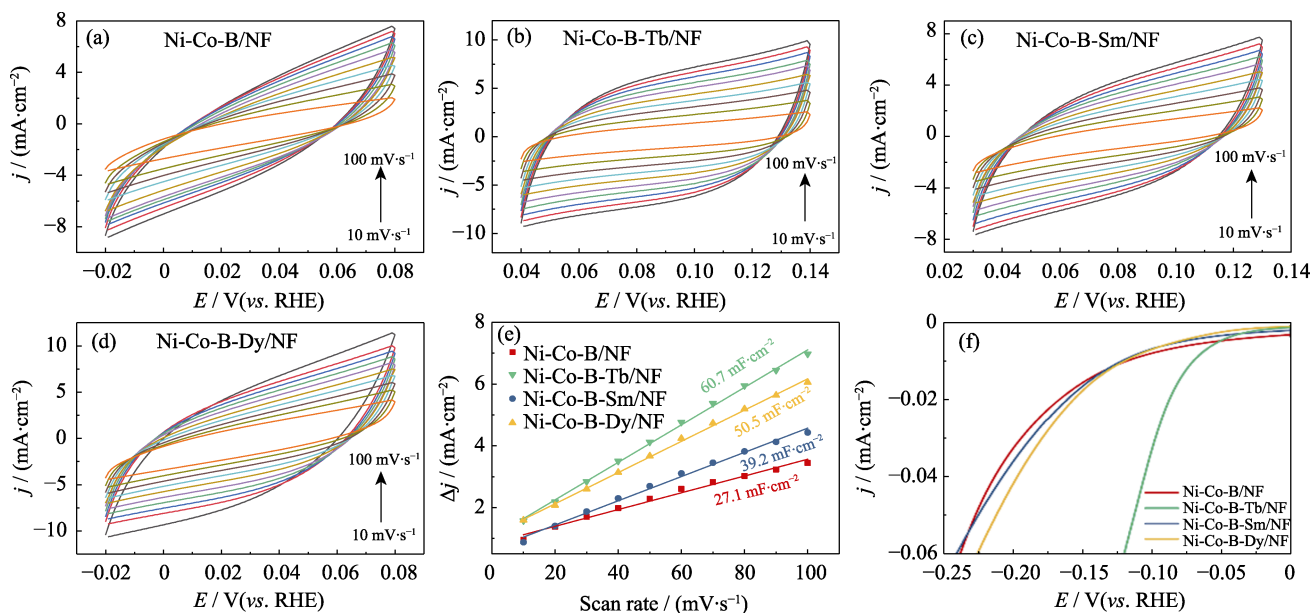 (a)
Ni-Co-B/NF
8
4
0
−4
−8
j / (mA·cm⁻²)
100 mV·s⁻¹
10 mV·s⁻¹
−0.02
0
0.02
0.04
0.06
0.08
E / V(vs. RHE)
(b)
Ni-Co-B-Tb/NF
10
5
0
−5
−10
j / (mA·cm⁻²)
100 mV·s⁻¹
10 mV·s⁻¹
0.04
0.06
0.08
0.10
0.12
0.14
E / V(vs. RHE)
(c)
Ni-Co-B-Sm/NF
8
4
0
−4
−8
j / (mA·cm⁻²)
100 mV·s⁻¹
10 mV·s⁻¹
0.02
0.04
0.06
0.08
0.10
0.12
0.14
E / V(vs. RHE)
(d)
Ni-Co-B-Dy/NF
10
5
0
−5
−10
j / (mA·cm⁻²)
100 mV·s⁻¹
10 mV·s⁻¹
−0.02
0
0.02
0.04
0.06
0.08
E / V(vs. RHE)
(e)
Ni-Co-B/NF
Ni-Co-B-Tb/NF
Ni-Co-B-Sm/NF
Ni-Co-B-Dy/NF
60.7 mF·cm⁻²
50.5 mF·cm⁻²
39.2 mF·cm⁻²
27.1 mF·cm⁻²
8
6
4
2
Δj / (mA·cm⁻²)
0
20
40
60
80
100
Scan rate / (mV·s⁻¹)
(f)
0
−0.02
−0.04
−0.06
j / (mA·cm⁻²)
Ni-Co-B/NF
Ni-Co-B-Tb/NF
Ni-Co-B-Sm/NF
Ni-Co-B-Dy/NF
−0.25
−0.20
−0.15
−0.10
−0.05
0
E / V(vs. RHE)